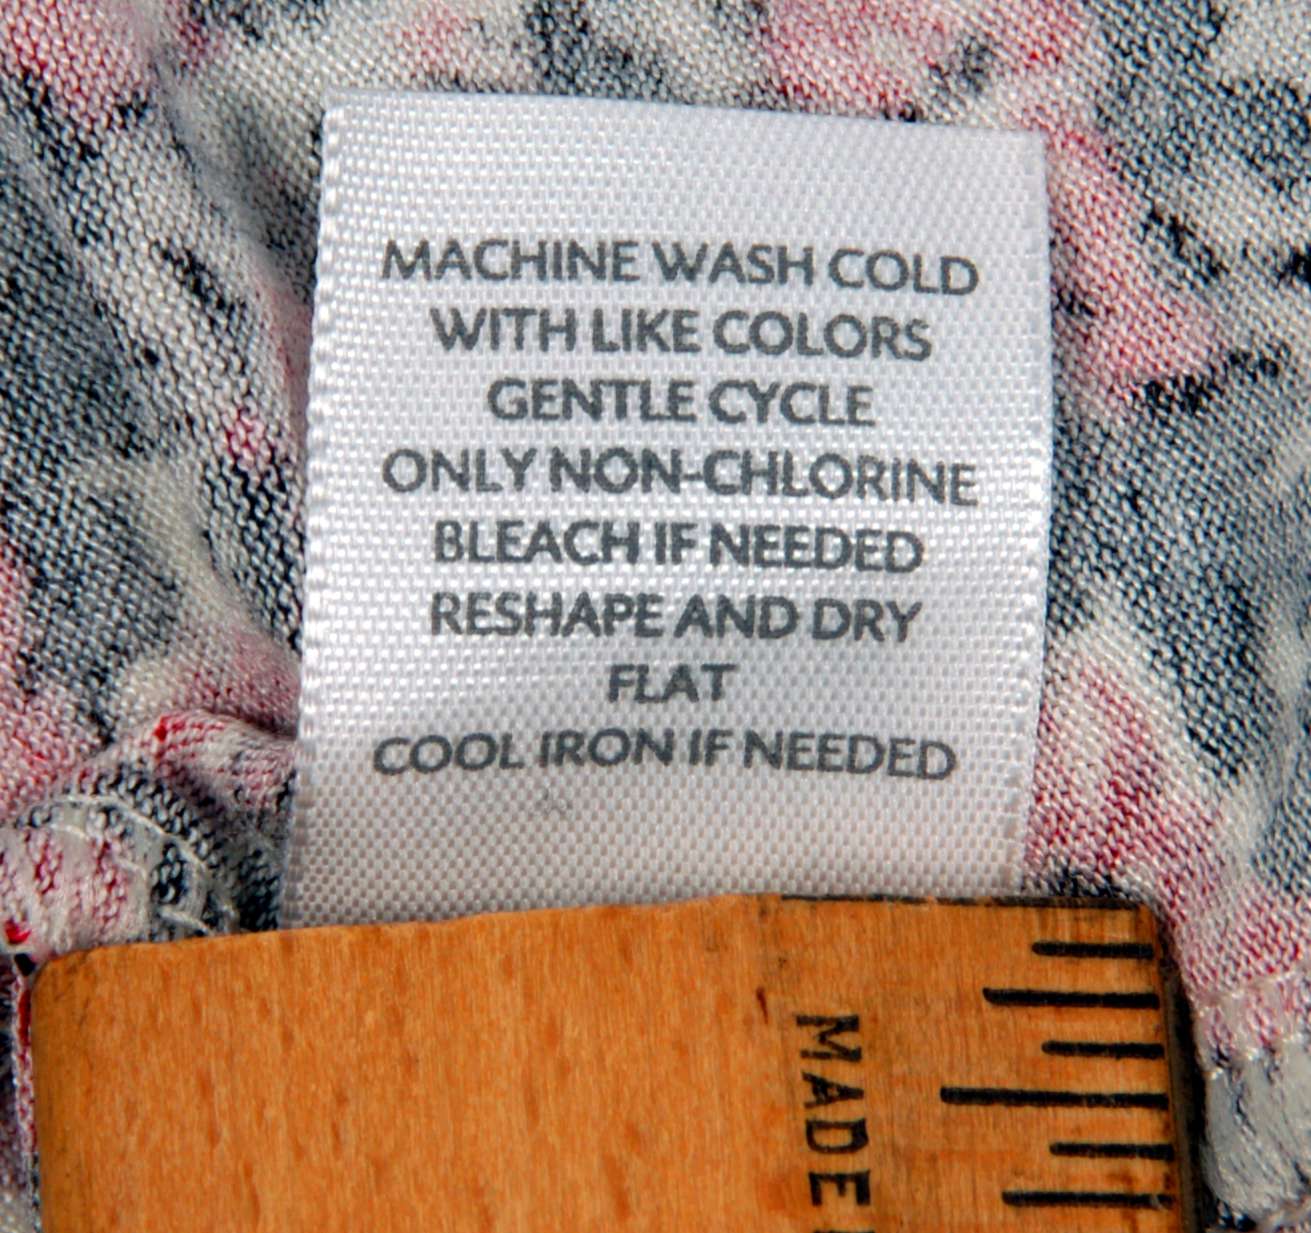 MACHINE WASH COLD
WITH LIKE COLORS
GENTLE CYCLE
ONLY NON-CHLORINE
BLEACH IF NEEDED
RESHAPE AND DRY
FLAT
COOL IRON IF NEEDED
MADE